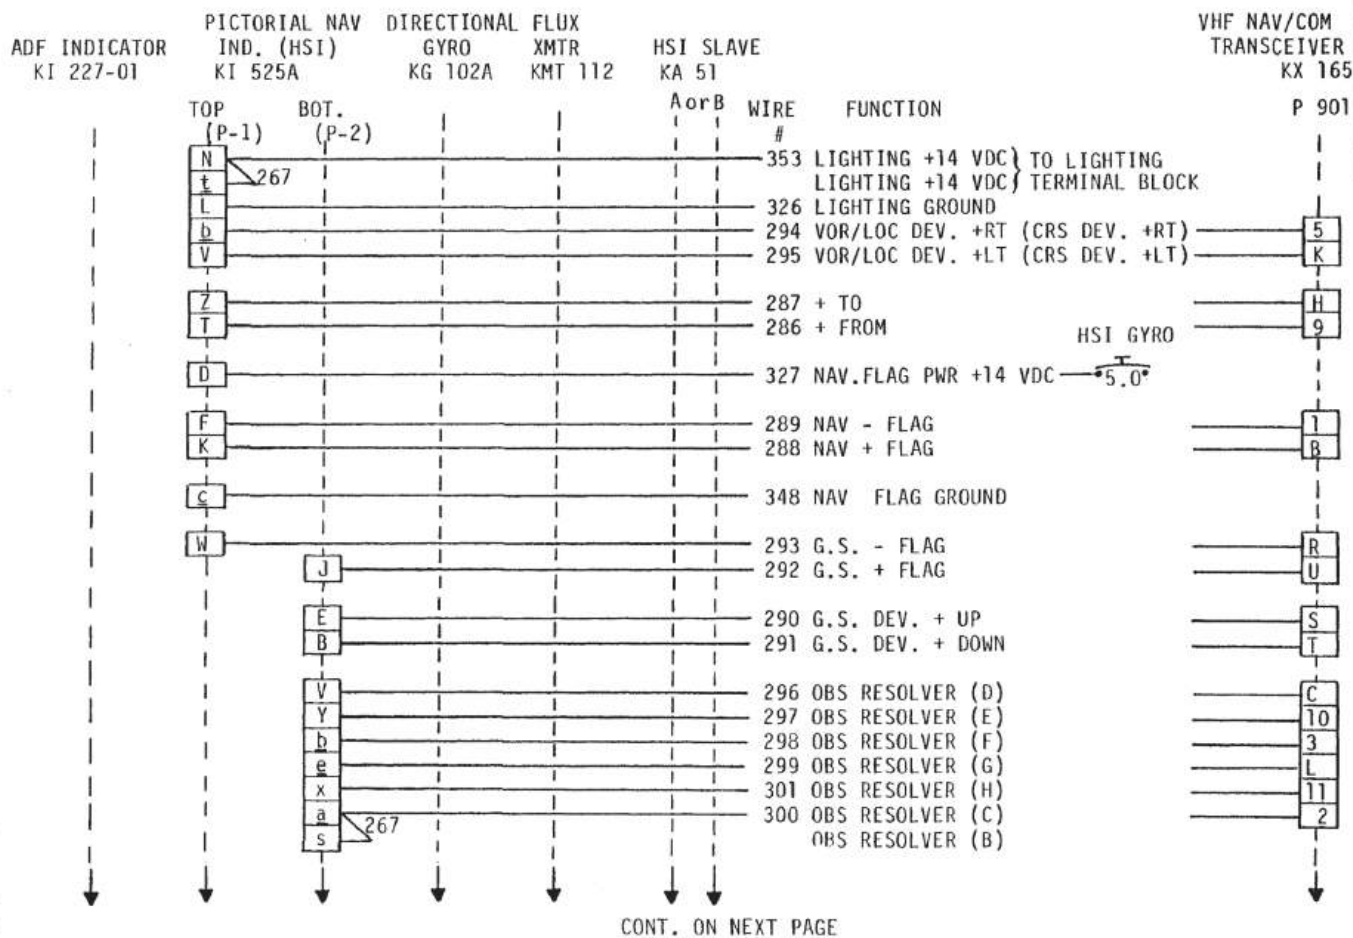 PICTORIAL NAV DIRECTIONAL FLUX VHF NAV/COM
ADF INDICATOR IND. (HSI) GYRO XMTR HSI SLAVE TRANSCEIVER
KI 227-01 KI 525A KG 102A KMT 112 KA 51 KX 165
TOP BOT. A or B WIRE FUNCTION P 901
(P-1) (P-2) #
N 353 LIGHTING +14 VDC } TO LIGHTING
t 267 LIGHTING +14 VDC } TERMINAL BLOCK
L 326 LIGHTING GROUND
b 294 VOR/LOC DEV. +RT (CRS DEV. +RT) 5
V 295 VOR/LOC DEV. +LT (CRS DEV. +LT) K
Z 287 + TO H
T 286 + FROM 9
HSI GYRO
D 327 NAV.FLAG PWR +14 VDC 5.0
F 289 NAV - FLAG 1
K 288 NAV + FLAG B
c 348 NAV FLAG GROUND
W 293 G.S. - FLAG R
J 292 G.S. + FLAG U
E 290 G.S. DEV. + UP S
B 291 G.S. DEV. + DOWN T
V 296 OBS RESOLVER (D) C
Y 297 OBS RESOLVER (E) 10
b 298 OBS RESOLVER (F) 3
e 299 OBS RESOLVER (G) L
x 301 OBS RESOLVER (H) 11
a 300 OBS RESOLVER (C) 2
s 267 OBS RESOLVER (B)
CONT. ON NEXT PAGE